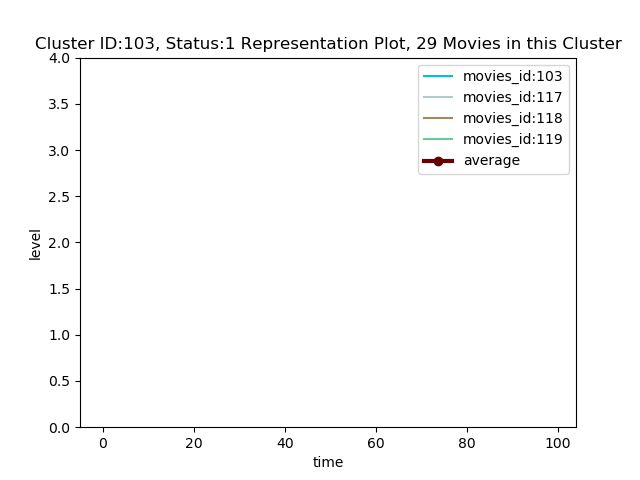 Cluster ID:103, Status:1 Representation Plot, 29 Movies in this Cluster
movies_id:103
movies_id:117
movies_id:118
movies_id:119
average
4.0
3.5
3.0
2.5
2.0
1.5
1.0
0.5
0.0
level
0 20 40 60 80 100
time